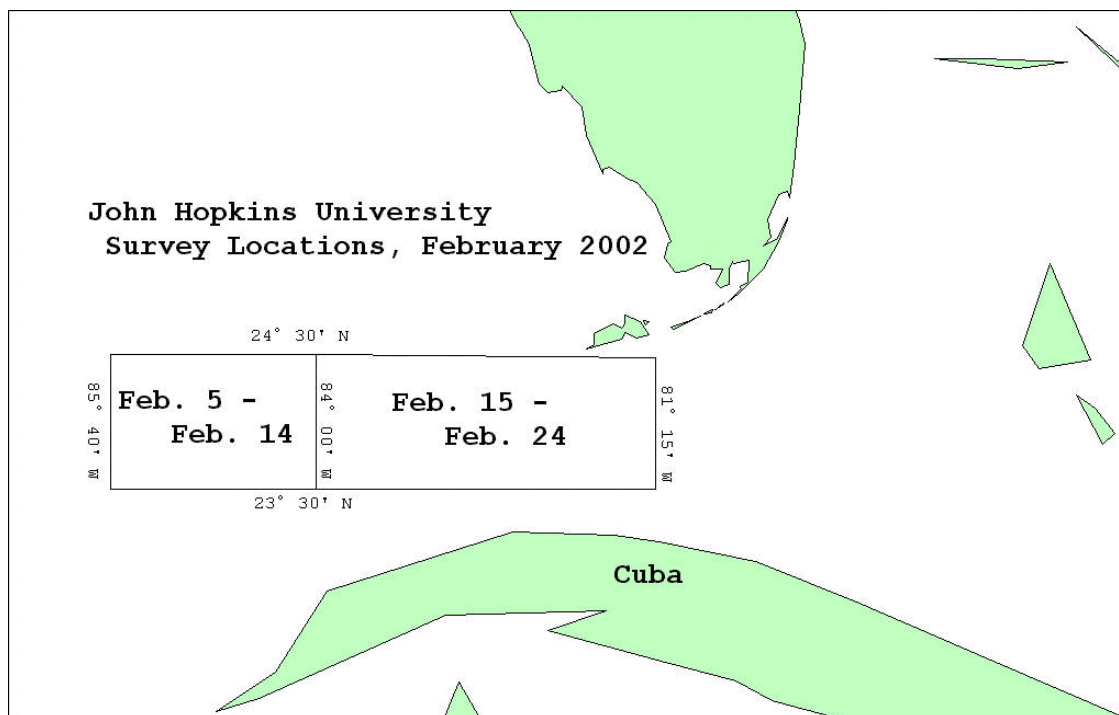 John Hopkins University
Survey Locations, February 2002
24° 30' N
85° 40' W
Feb. 5 -
Feb. 14
84° 00' W
Feb. 15 -
Feb. 24
81° 15' W
23° 30' N
Cuba